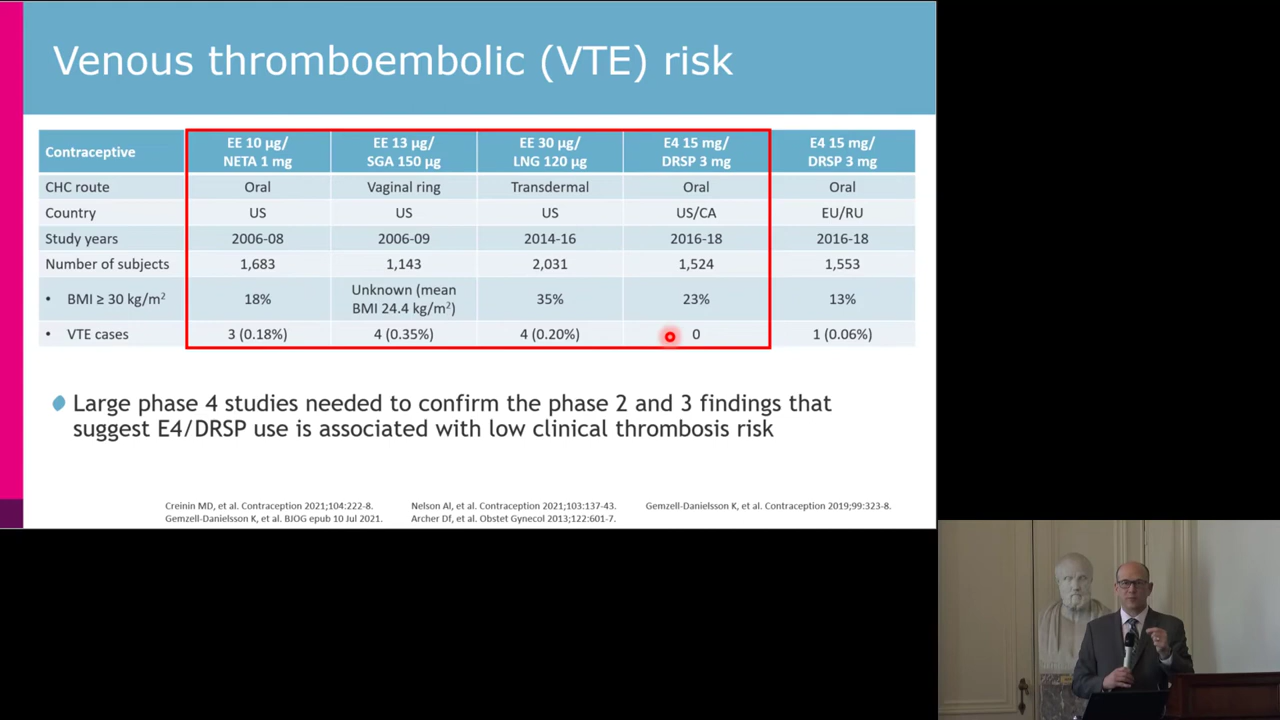 Venous thromboembolic (VTE) risk
Contraceptive
EE 10 µg/
NETA 1 mg
EE 13 µg/
SGA 150 µg
EE 30 µg/
LNG 120 µg
E4 15 mg/
DRSP 3 mg
E4 15 mg/
DRSP 3 mg
CHC route Oral Vaginal ring Transdermal Oral Oral
Country US US US US/CA EU/RU
Study years 2006-08 2006-09 2014-16 2016-18 2016-18
Number of subjects 1,683 1,143 2,031 1,524 1,553
• BMI ≥ 30 kg/m² 18% Unknown (mean
BMI 24.4 kg/m²) 35% 23% 13%
• VTE cases 3 (0.18%) 4 (0.35%) 4 (0.20%) 0 1 (0.06%)
Large phase 4 studies needed to confirm the phase 2 and 3 findings that
suggest E4/DRSP use is associated with low clinical thrombosis risk
Creinin MD, et al. Contraception 2021;104:222-8.
Gemzell-Danielsson K, et al. BJOG epub 10 Jul 2021.
Nelson Al, et al. Contraception 2021;103:137-43.
Archer Df, et al. Obstet Gynecol 2013;122:601-7.
Gemzell-Danielsson K, et al. Contraception 2019;99:323-8.